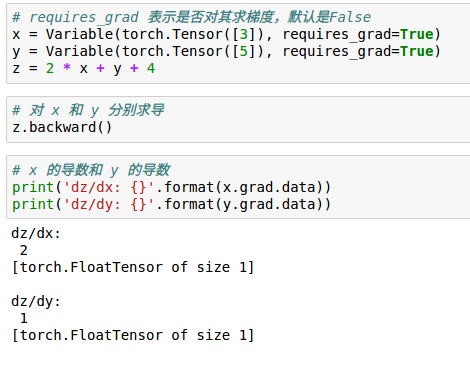 # requires_grad 表示是否对其求梯度，默认是False
x = Variable(torch.Tensor([3]), requires_grad=True)
y = Variable(torch.Tensor([5]), requires_grad=True)
z = 2 * x + y + 4
# 对 x 和 y 分别求导
z.backward()
# x 的导数和 y 的导数
print('dz/dx: {}'.format(x.grad.data))
print('dz/dy: {}'.format(y.grad.data))
dz/dx:
 2
[torch.FloatTensor of size 1]
dz/dy:
 1
[torch.FloatTensor of size 1]